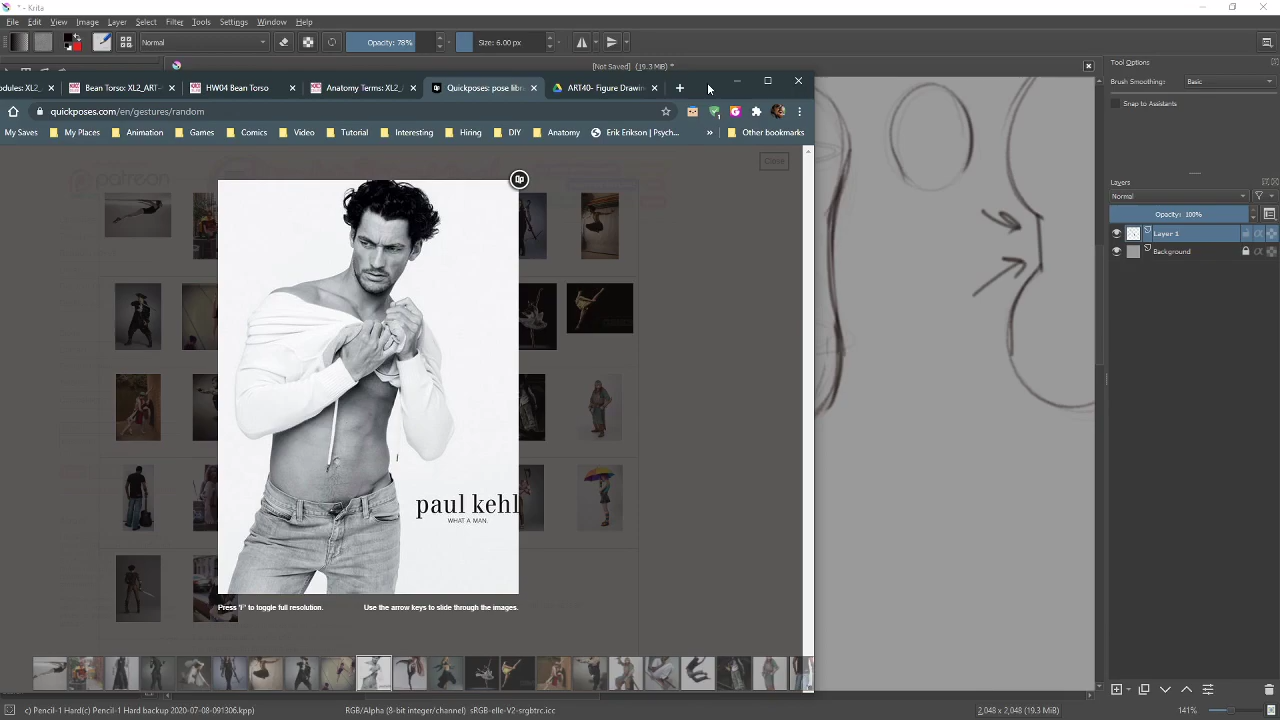 * - Krita
File Edit View Image Layer Select Filter Tools Settings Window Help
Normal Opacity: 78% Size: 6.00 px
[Not Saved] (19.3 MiB) *
odules: XL2_ Bean Torso: XL2_ART- HW04 Bean Torso Anatomy Terms: XL2_ Quickposes: pose libr ART40- Figure Drawin
quickposes.com/en/gestures/random
My Saves My Places Animation Games Comics Video Tutorial Interesting Hiring DIY Anatomy Erik Erikson | Psych... » Other bookmarks
patreon
Close
paul kehl
WHAT A MAN.
Press 'F' to toggle full resolution. Use the arrow keys to slide through the images.
Tool Options
Brush Smoothing: Basic
Snap to Assistants
Layers
Normal
Opacity: 100%
Layer 1
Background
c) Pencil-1 Hard(c) Pencil-1 Hard backup 2020-07-08-091306.kpp) RGB/Alpha (8-bit integer/channel) sRGB-elle-V2-srgbtrc.icc 2,048 x 2,048 (19.3 MiB) 141%